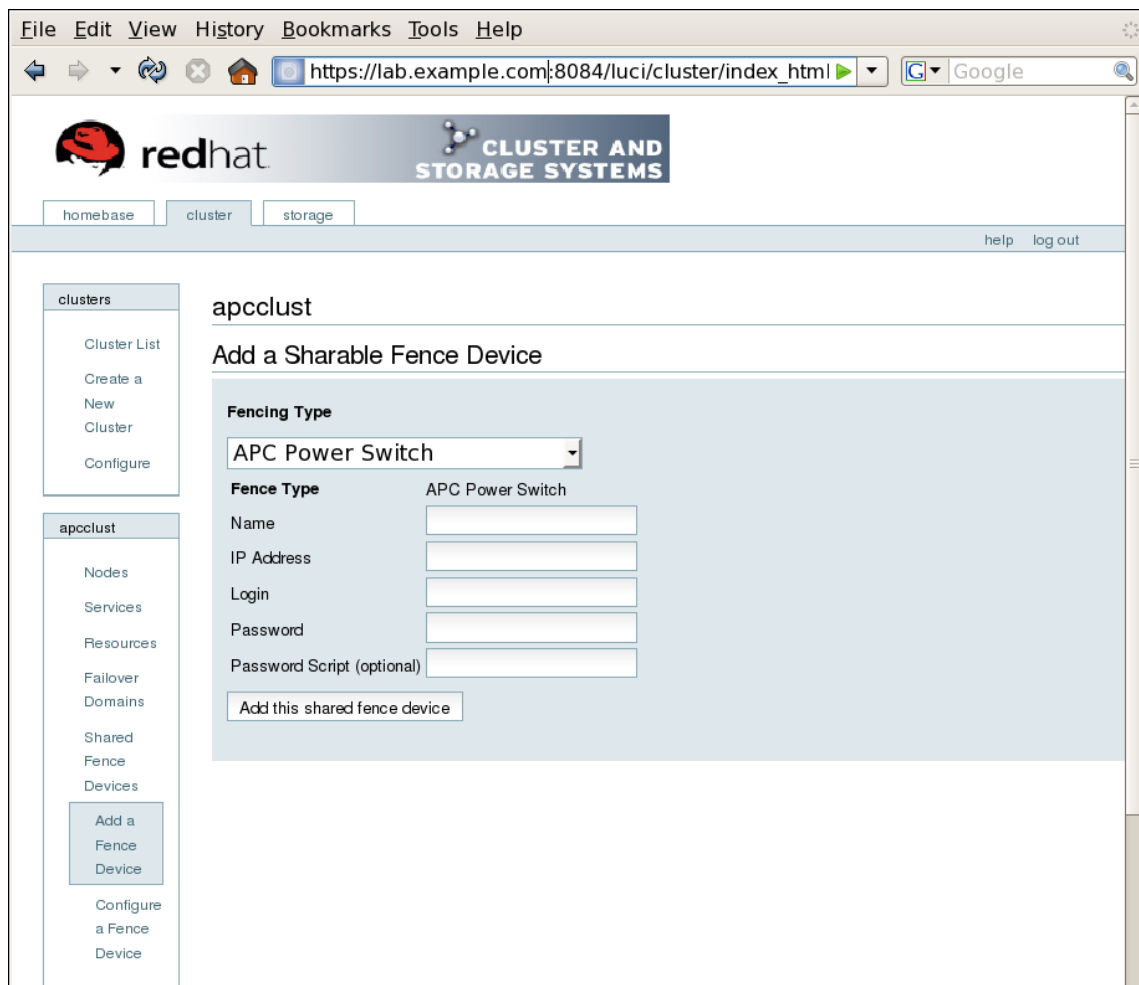 File Edit View History Bookmarks Tools Help
https://lab.example.com:8084/luci/cluster/index_html
G Google
redhat.
CLUSTER AND
STORAGE SYSTEMS
homebase cluster storage
help log out
clusters
Cluster List
Create a
New
Cluster
Configure
apcclust
Nodes
Services
Resources
Failover
Domains
Shared
Fence
Devices
Add a
Fence
Device
Configure
a Fence
Device
apcclust
Add a Sharable Fence Device
Fencing Type
APC Power Switch
Fence Type APC Power Switch
Name
IP Address
Login
Password
Password Script (optional)
Add this shared fence device